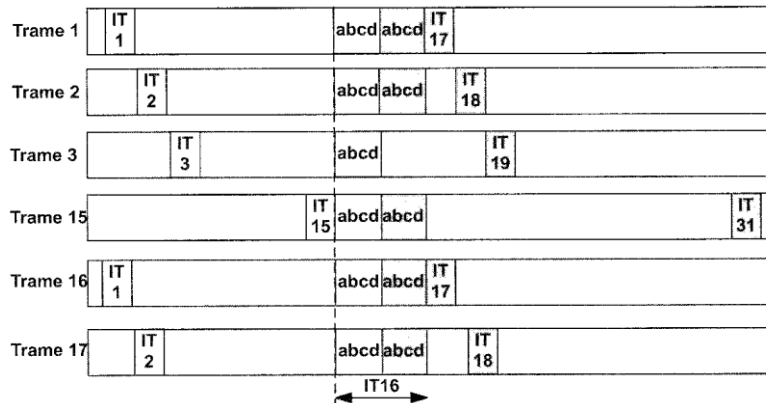 Trame 1 IT 1 abcd abcd IT 17
Trame 2 IT 2 abcd abcd IT 18
Trame 3 IT 3 abcd IT 19
Trame 15 IT 15 abcd abcd IT 31
Trame 16 IT 1 abcd abcd IT 17
Trame 17 IT 2 abcd abcd IT 18
IT16